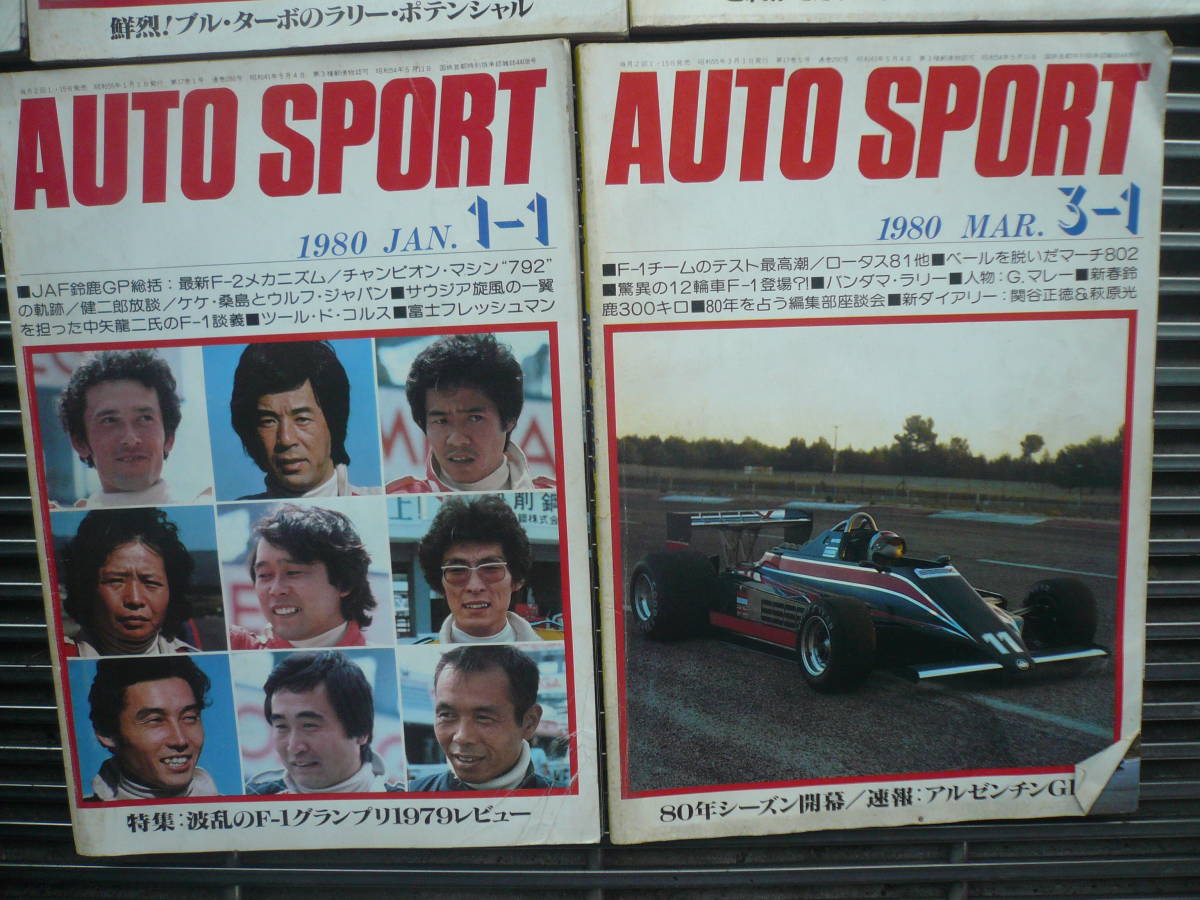 鮮烈!ブル・ターボのラリー・ポテンシャル
AUTO SPORT
1980 JAN. 1-1
■JAF鈴鹿GP総括:最新F-2メカニズム/チャンピオン・マシン“792”
の軌跡/健二郎放談/ケケ・桑島とウルフ・ジャパン■サウジア旋風の一翼
を担った中矢龍二氏のF-1談義■ツール・ド・コルス■富士フレッシュマン
特集:波乱のF-1グランプリ1979レビュー
AUTO SPORT
1980 MAR. 3-1
■F-1チームのテスト最高潮/ロータス81他■ベールを脱いだマーチ802
■驚異の12輪車F-1登場?!■バンダマ・ラリー■人物:G.マレー■新春鈴
鹿300キロ■80年を占う編集部座談会■新ダイアリー:関谷正徳&萩原光
11
80年シーズン開幕/速報:アルゼンチンG